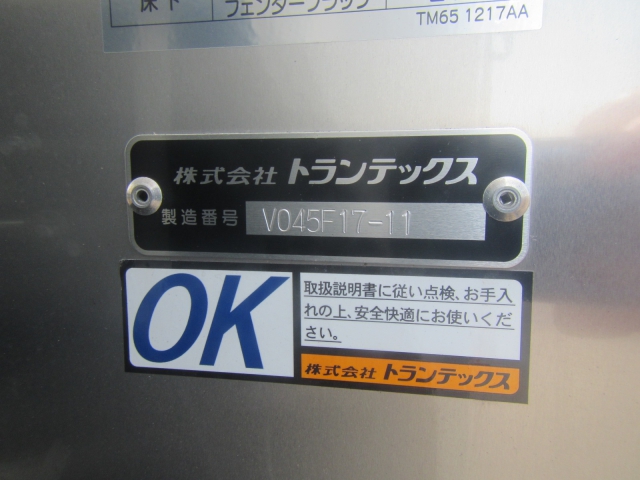 床下 フェンダーフラップ
TM65 1217AA
株式会社 トランテックス
製造番号 V045F17-11
OK
取扱説明書に従い点検、お手入
れの上、安全快適にお使いくだ
さい。
株式会社 トランテックス